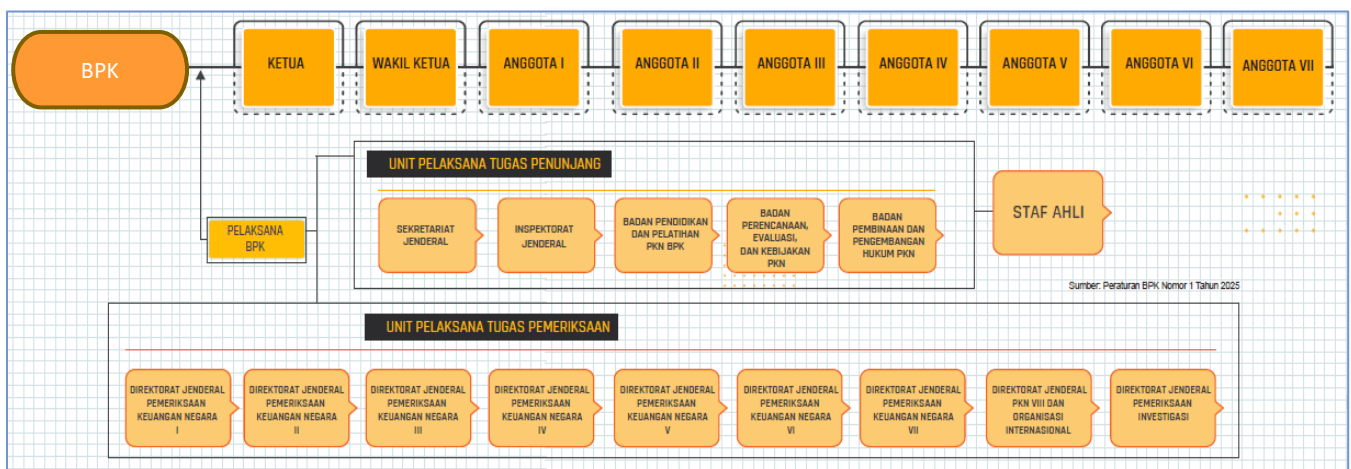 BPK
KETUA
WAKIL KETUA
ANGGOTA I
ANGGOTA II
ANGGOTA III
ANGGOTA IV
ANGGOTA V
ANGGOTA VI
ANGGOTA VII
UNIT PELAKSANA TUGAS PENUNJANG
PELAKSANA
BPK
SEKRETARIAT
JENDERAL
INSPEKTORAT
JENDERAL
BADAN PENDIDIKAN
DAN PELATIHAN
PKN BPK
BADAN
PERENCANAAN,
EVALUASI,
DAN KEBIJAKAN
PKN
BADAN
PEMBINAAN DAN
PENGEMBANGAN
HUKUM PKN
STAF AHLI
Sumber: Peraturan BPK Nomor 1 Tahun 2025
UNIT PELAKSANA TUGAS PEMERIKSAAN
DIREKTORAT JENDERAL
PEMERIKSAAN
KEUANGAN NEGARA
I
DIREKTORAT JENDERAL
PEMERIKSAAN
KEUANGAN NEGARA
II
DIREKTORAT JENDERAL
PEMERIKSAAN
KEUANGAN NEGARA
III
DIREKTORAT JENDERAL
PEMERIKSAAN
KEUANGAN NEGARA
IV
DIREKTORAT JENDERAL
PEMERIKSAAN
KEUANGAN NEGARA
V
DIREKTORAT JENDERAL
PEMERIKSAAN
KEUANGAN NEGARA
VI
DIREKTORAT JENDERAL
PEMERIKSAAN
KEUANGAN NEGARA
VII
DIREKTORAT JENDERAL
PKN VIII DAN
ORGANISASI
INTERNASIONAL
DIREKTORAT JENDERAL
PEMERIKSAAN
INVESTIGASI